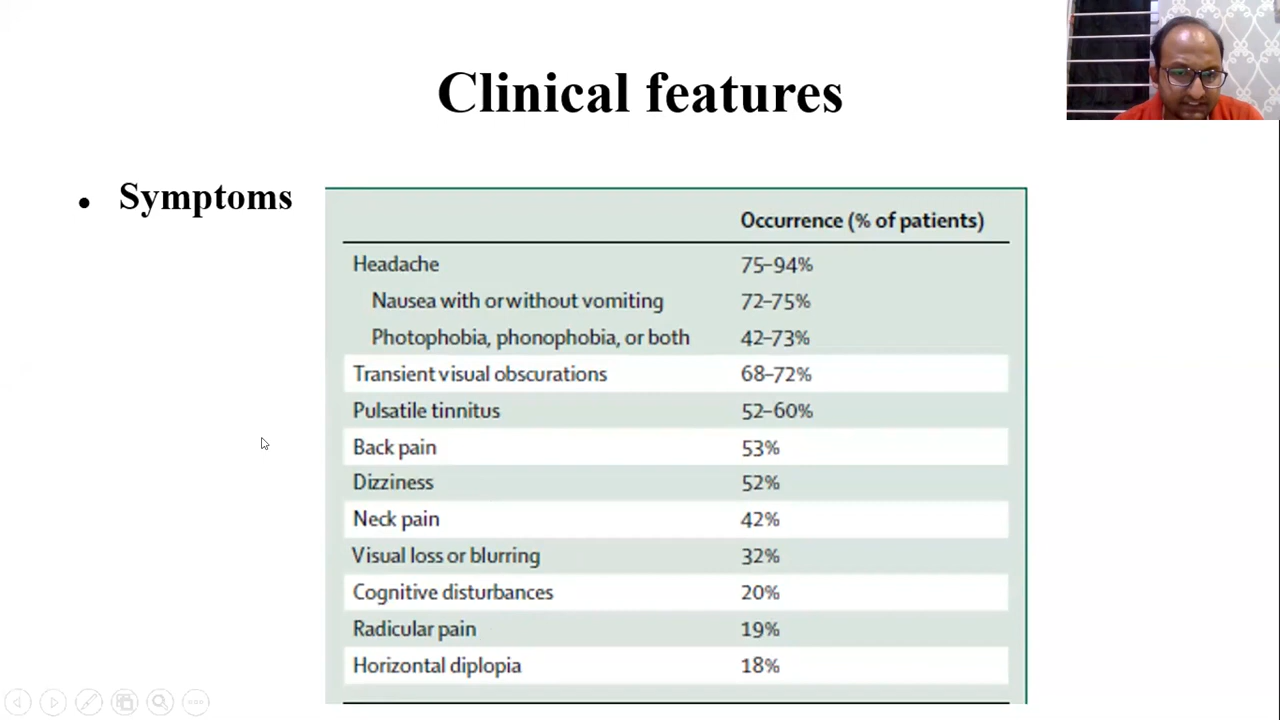 Clinical features
• Symptoms
Occurrence (% of patients)
Headache 75–94%
Nausea with or without vomiting 72–75%
Photophobia, phonophobia, or both 42–73%
Transient visual obscurations 68–72%
Pulsatile tinnitus 52–60%
Back pain 53%
Dizziness 52%
Neck pain 42%
Visual loss or blurring 32%
Cognitive disturbances 20%
Radicular pain 19%
Horizontal diplopia 18%